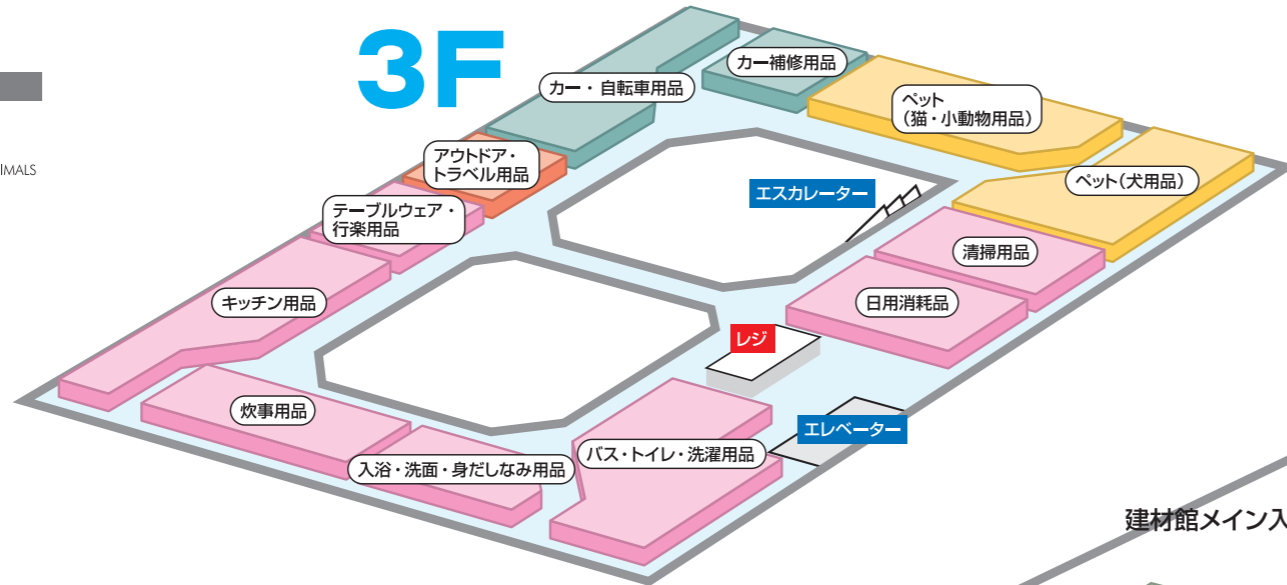 3F
カー・自転車用品
カー補修用品
ペット
（猫・小動物用品）
ペット（犬用品）
アウトドア・
トラベル用品
テーブルウェア・
行楽用品
エスカレーター
清掃用品
日用消耗品
キッチン用品
レジ
炊事用品
エレベーター
入浴・洗面・身だしなみ用品
バス・トイレ・洗濯用品
IMALS
建材館メイン入